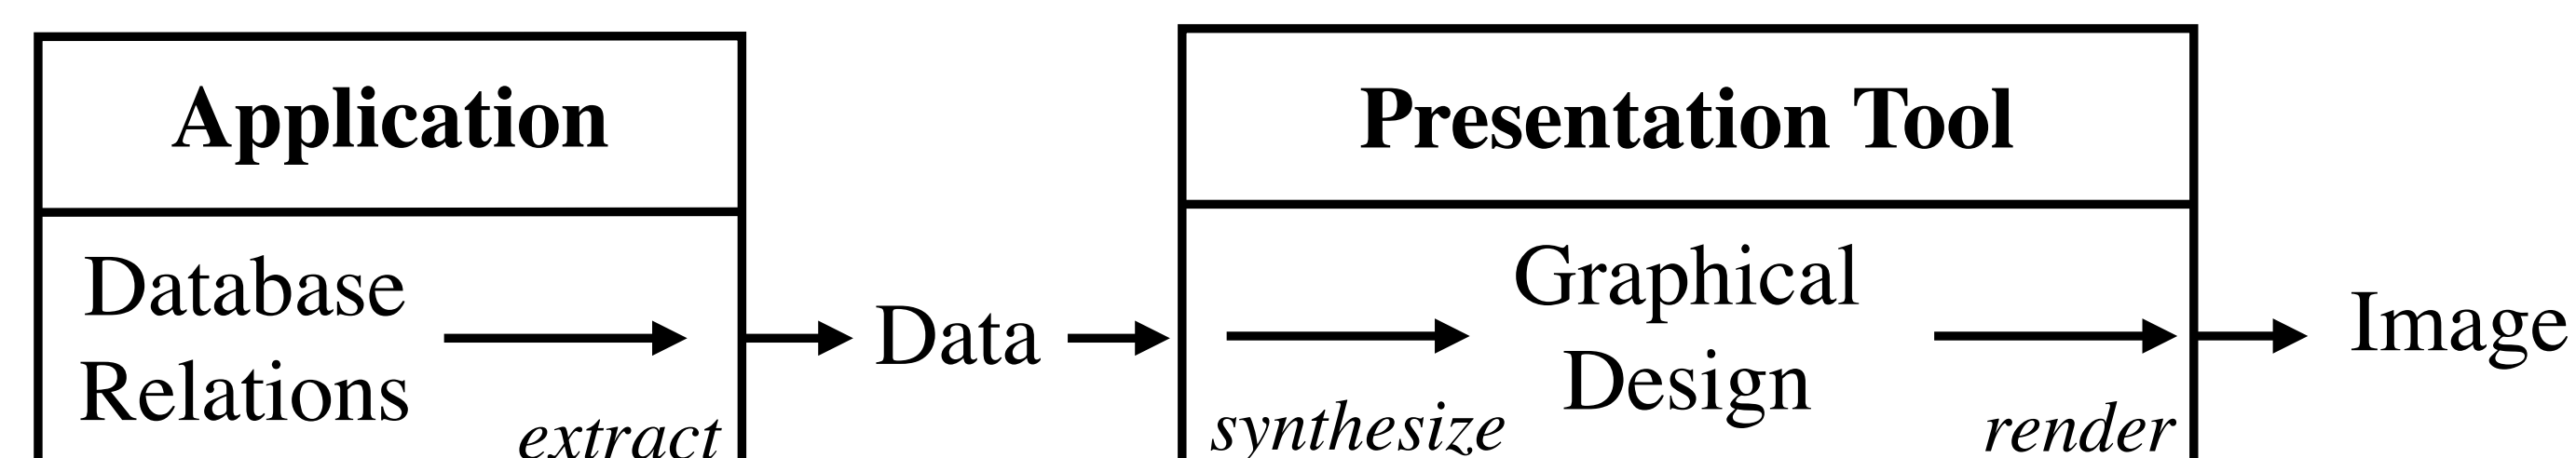 Application
Database
Relations
extract
Data
Presentation Tool
synthesize
Graphical
Design
render
Image